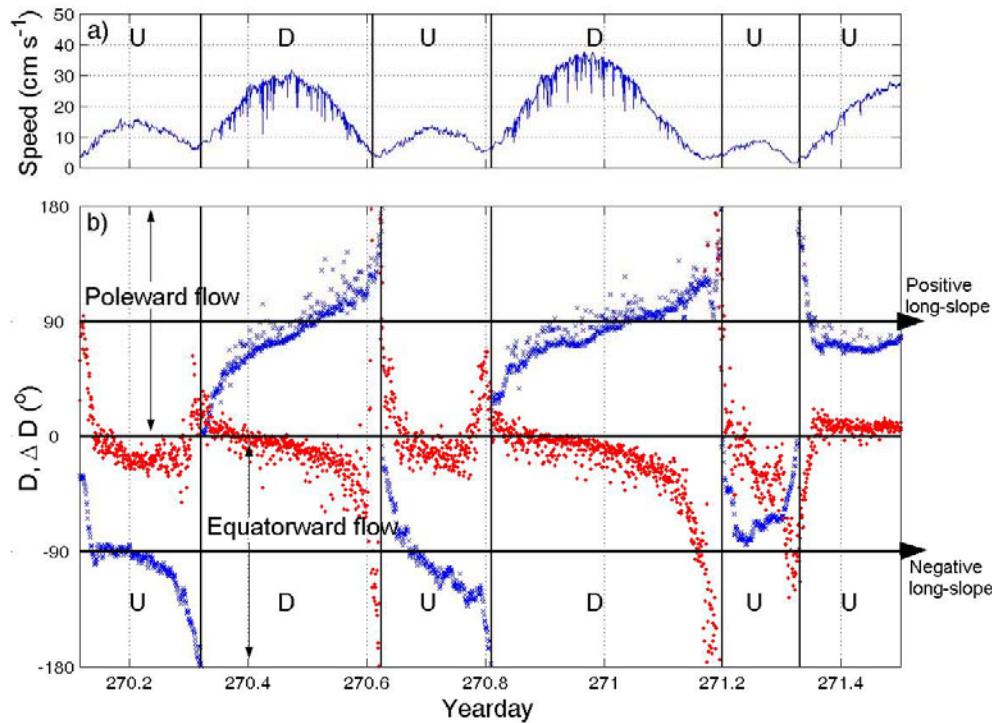 50
a)
U
D
U
D
U
U
40
30
20
10
0
Speed (cm s⁻¹)
180
b)
Poleward flow
Positive
long-slope
90
0
D, Δ D (º)
Equatorward flow
-90
Negative
long-slope
U
D
U
D
U
U
-180
270.2
270.4
270.6
270.8
271
271.2
271.4
Yearday